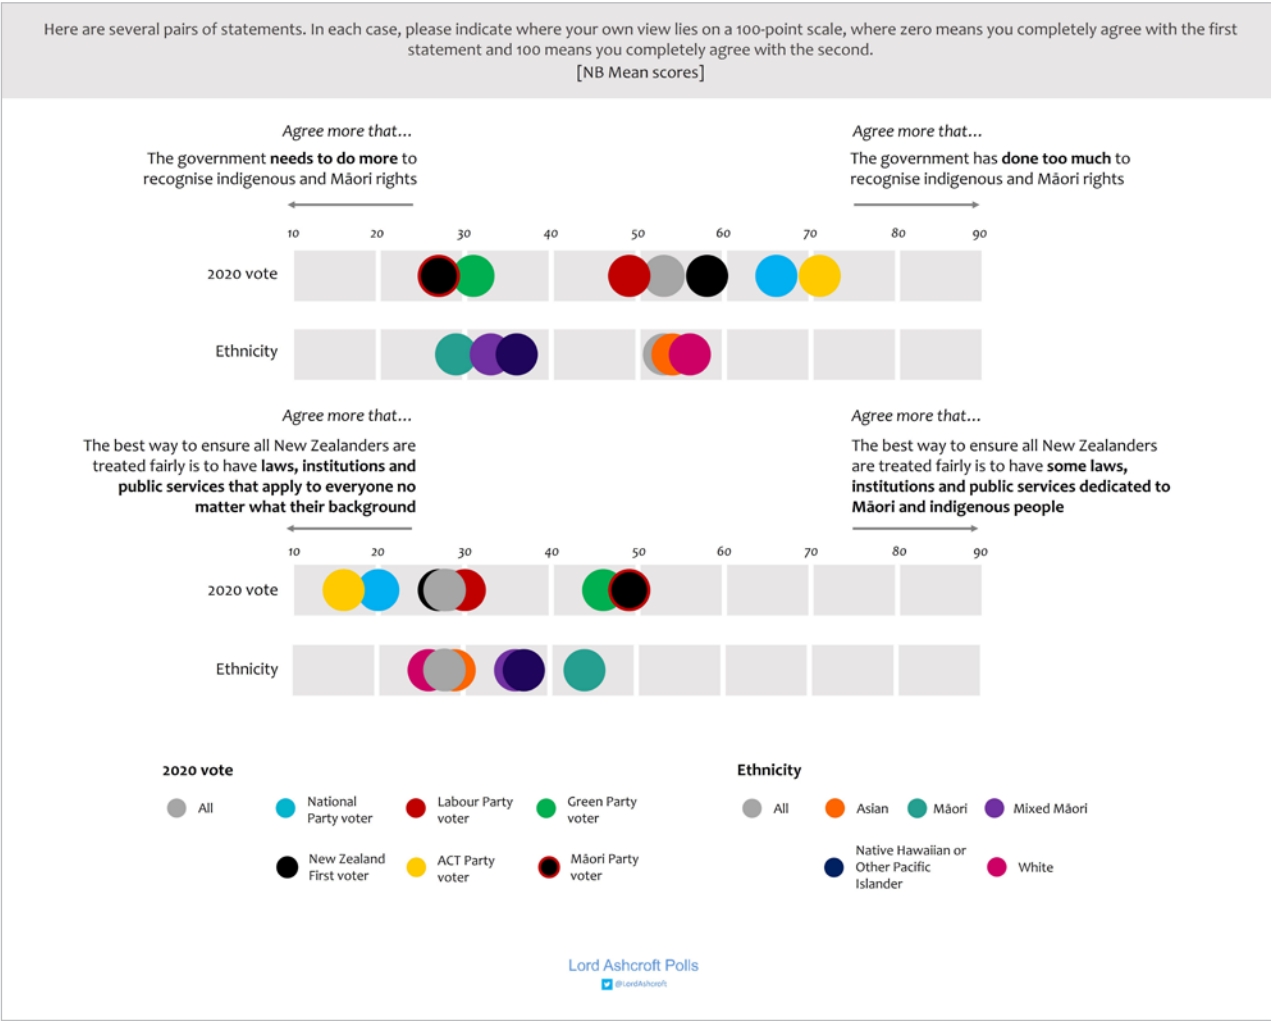 Here are several pairs of statements. In each case, please indicate where your own view lies on a 100-point scale, where zero means you completely agree with the first
statement and 100 means you completely agree with the second.
[NB Mean scores]
Agree more that...
The government needs to do more to
recognise indigenous and Māori rights
Agree more that...
The government has done too much to
recognise indigenous and Māori rights
10 20 30 40 50 60 70 80 90
2020 vote
Ethnicity
Agree more that...
The best way to ensure all New Zealanders are
treated fairly is to have laws, institutions and
public services that apply to everyone no
matter what their background
Agree more that...
The best way to ensure all New Zealanders
are treated fairly is to have some laws,
institutions and public services dedicated to
Māori and indigenous people
10 20 30 40 50 60 70 80 90
2020 vote
Ethnicity
2020 vote
All
National
Party voter
Labour Party
voter
Green Party
voter
New Zealand
First voter
ACT Party
voter
Māori Party
voter
Ethnicity
All
Asian
Māori
Mixed Māori
Native Hawaiian or
Other Pacific
Islander
White
Lord Ashcroft Polls
@LordAshcroft